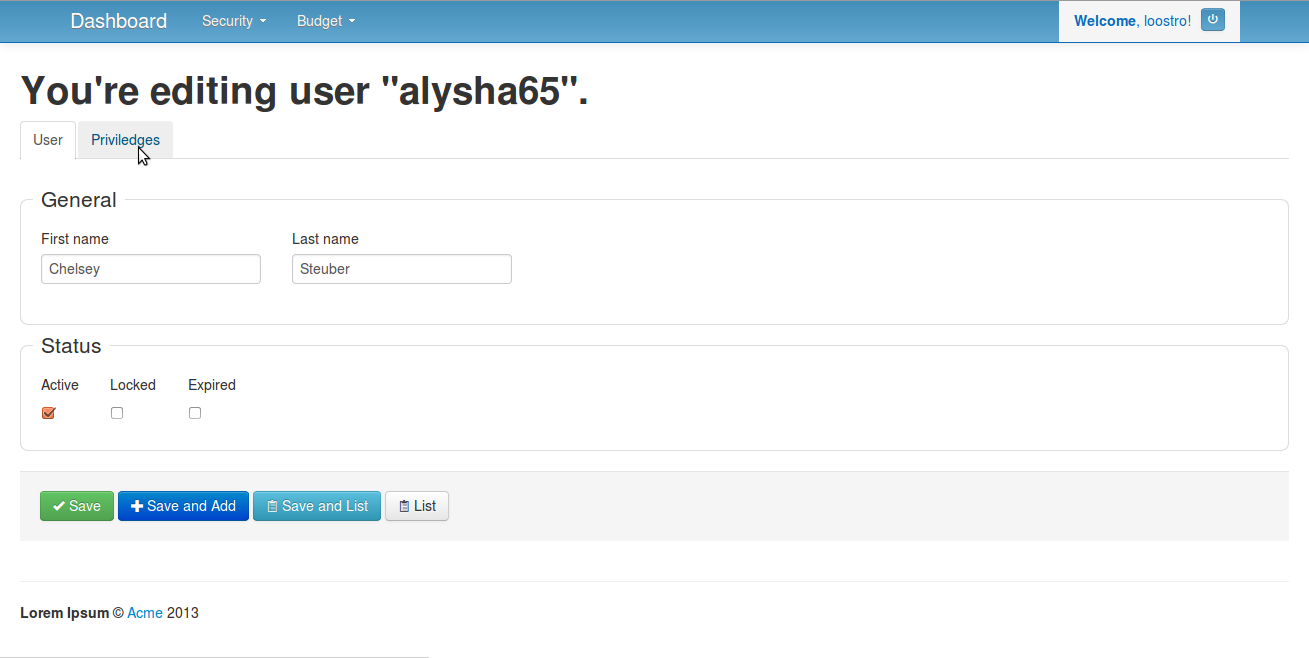 Dashboard Security Budget Welcome, loostro!
You're editing user "alysha65".
User Priviledges
General
First name Last name
Chelsey Steuber
Status
Active Locked Expired
Save Save and Add Save and List List
Lorem Ipsum © Acme 2013